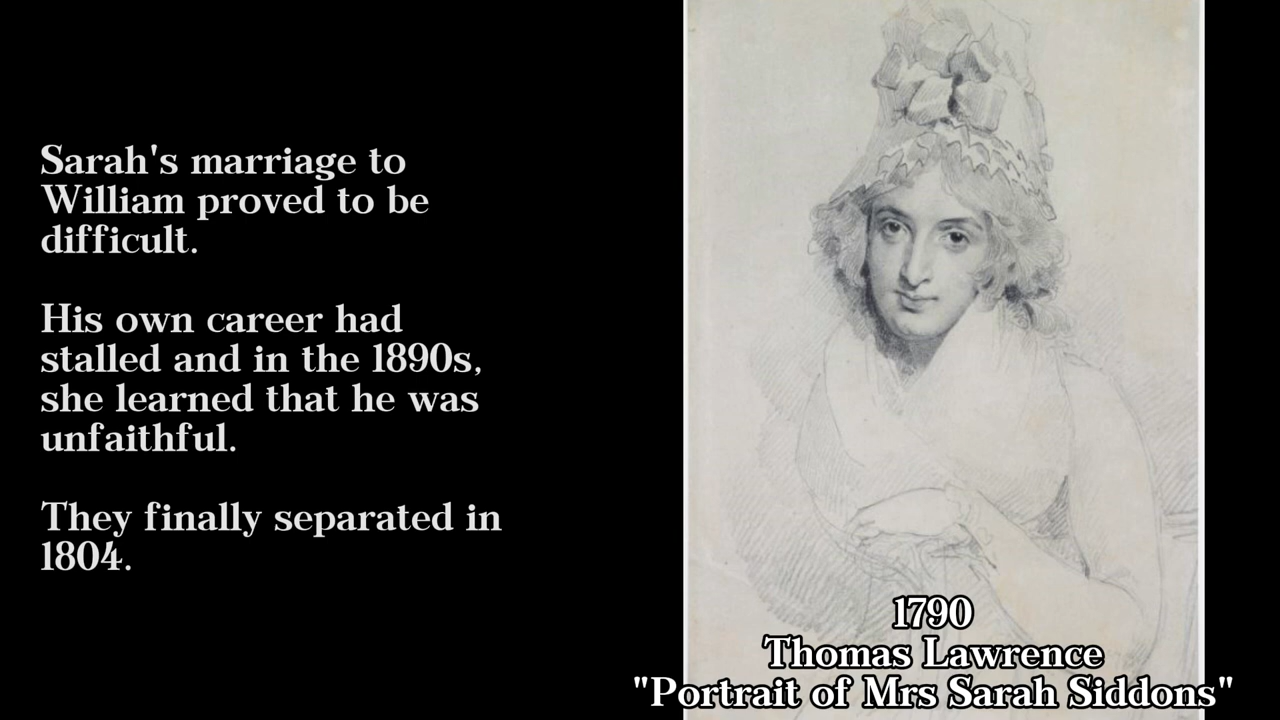 Sarah's marriage to
William proved to be
difficult.
His own career had
stalled and in the 1890s,
she learned that he was
unfaithful.
They finally separated in
1804.
1790
Thomas Lawrence
"Portrait of Mrs Sarah Siddons"